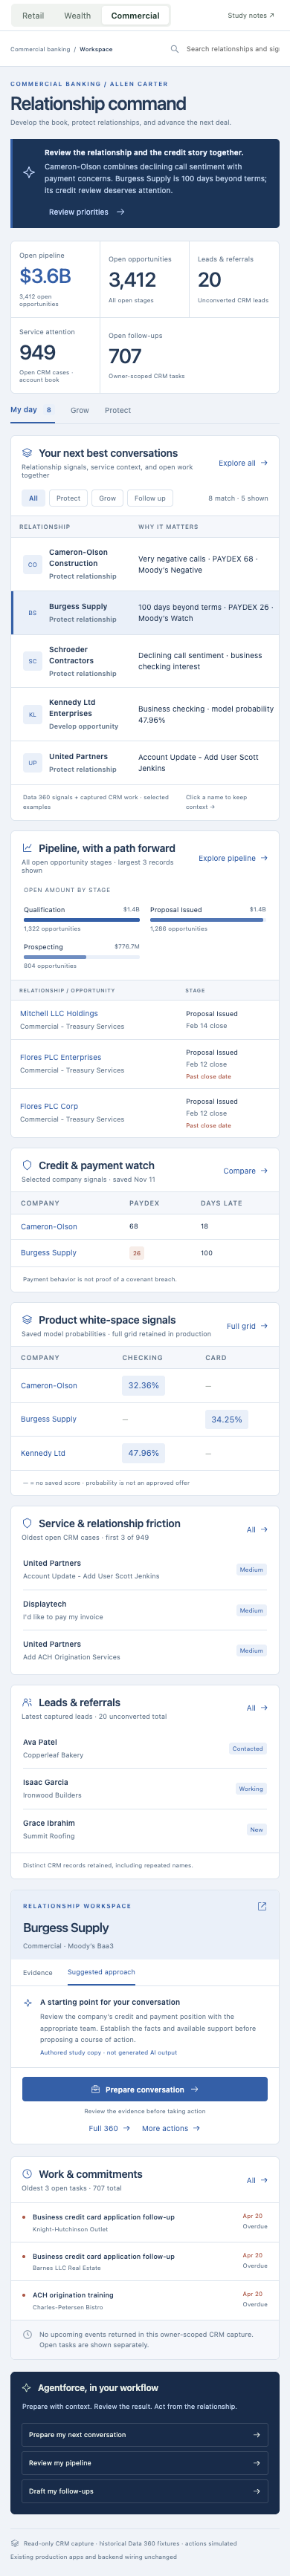 Retail Wealth Commercial Study notes ↗
Commercial banking / Workspace Search relationships and sig
COMMERCIAL BANKING / ALLEN CARTER
Relationship command
Develop the book, protect relationships, and advance the next deal.
Review the relationship and the credit story together.
Cameron-Olson combines declining call sentiment with
payment concerns. Burgess Supply is 100 days beyond terms;
its credit review deserves attention.
Review priorities →
Open pipeline
$3.6B
3,412 open
opportunities
Open opportunities
3,412
All open stages
Leads & referrals
20
Unconverted CRM leads
Service attention
949
Open CRM cases ·
account book
Open follow-ups
707
Owner-scoped CRM tasks
My day 8 Grow Protect
Your next best conversations
Relationship signals, service context, and open work
together
Explore all →
All Protect Grow Follow up 8 match · 5 shown
RELATIONSHIP WHY IT MATTERS
CO
Cameron-Olson
Construction
Protect relationship
Very negative calls · PAYDEX 68 ·
Moody's Negative
BS
Burgess Supply
Protect relationship
100 days beyond terms · PAYDEX 26 ·
Moody's Watch
SC
Schroeder
Contractors
Protect relationship
Declining call sentiment · business
checking interest
KL
Kennedy Ltd
Enterprises
Develop opportunity
Business checking · model probability
47.96%
UP
United Partners
Protect relationship
Account Update - Add User Scott
Jenkins
Data 360 signals + captured CRM work · selected
examples
Click a name to keep
context →
Pipeline, with a path forward
All open opportunity stages · largest 3 records
shown
Explore pipeline →
OPEN AMOUNT BY STAGE
Qualification $1.4B
1,322 opportunities
Proposal Issued $1.4B
1,286 opportunities
Prospecting $776.7M
804 opportunities
RELATIONSHIP / OPPORTUNITY STAGE
Mitchell LLC Holdings
Commercial - Treasury Services
Proposal Issued
Feb 14 close
Flores PLC Enterprises
Commercial - Treasury Services
Proposal Issued
Feb 12 close
Past close date
Flores PLC Corp
Commercial - Treasury Services
Proposal Issued
Feb 12 close
Past close date
Credit & payment watch
Selected company signals · saved Nov 11
Compare →
COMPANY PAYDEX DAYS LATE
Cameron-Olson 68 18
Burgess Supply 26 100
Payment behavior is not proof of a covenant breach.
Product white-space signals
Saved model probabilities · full grid retained in production
Full grid →
COMPANY CHECKING CARD
Cameron-Olson 32.36% —
Burgess Supply — 34.25%
Kennedy Ltd 47.96% —
— = no saved score · probability is not an approved offer
Service & relationship friction
Oldest open CRM cases · first 3 of 949
All →
United Partners
Account Update - Add User Scott Jenkins
Medium
Displaytech
I'd like to pay my invoice
Medium
United Partners
Add ACH Origination Services
Medium
Leads & referrals
Latest captured leads · 20 unconverted total
All →
Ava Patel
Copperleaf Bakery
Contacted
Isaac Garcia
Ironwood Builders
Working
Grace Ibrahim
Summit Roofing
New
Distinct CRM records retained, including repeated names.
RELATIONSHIP WORKSPACE
Burgess Supply
Commercial · Moody's Baa3
Evidence Suggested approach
A starting point for your conversation
Review the company's credit and payment position with the
appropriate team. Establish the facts and available support before
proposing a course of action.
Authored study copy · not generated AI output
Prepare conversation →
Review the evidence before taking action.
Full 360 → More actions →
Work & commitments
Oldest 3 open tasks · 707 total
All →
Business credit card application follow-up
Knight-Hutchinson Outlet
Apr 20
Overdue
Business credit card application follow-up
Barnes LLC Real Estate
Apr 20
Overdue
ACH origination training
Charles-Petersen Bistro
Apr 20
Overdue
No upcoming events returned in this owner-scoped CRM capture.
Open tasks are shown separately.
Agentforce, in your workflow
Prepare with context. Review the result. Act from the relationship.
Prepare my next conversation →
Review my pipeline →
Draft my follow-ups →
Read-only CRM capture · historical Data 360 fixtures · actions simulated
Existing production apps and backend wiring unchanged